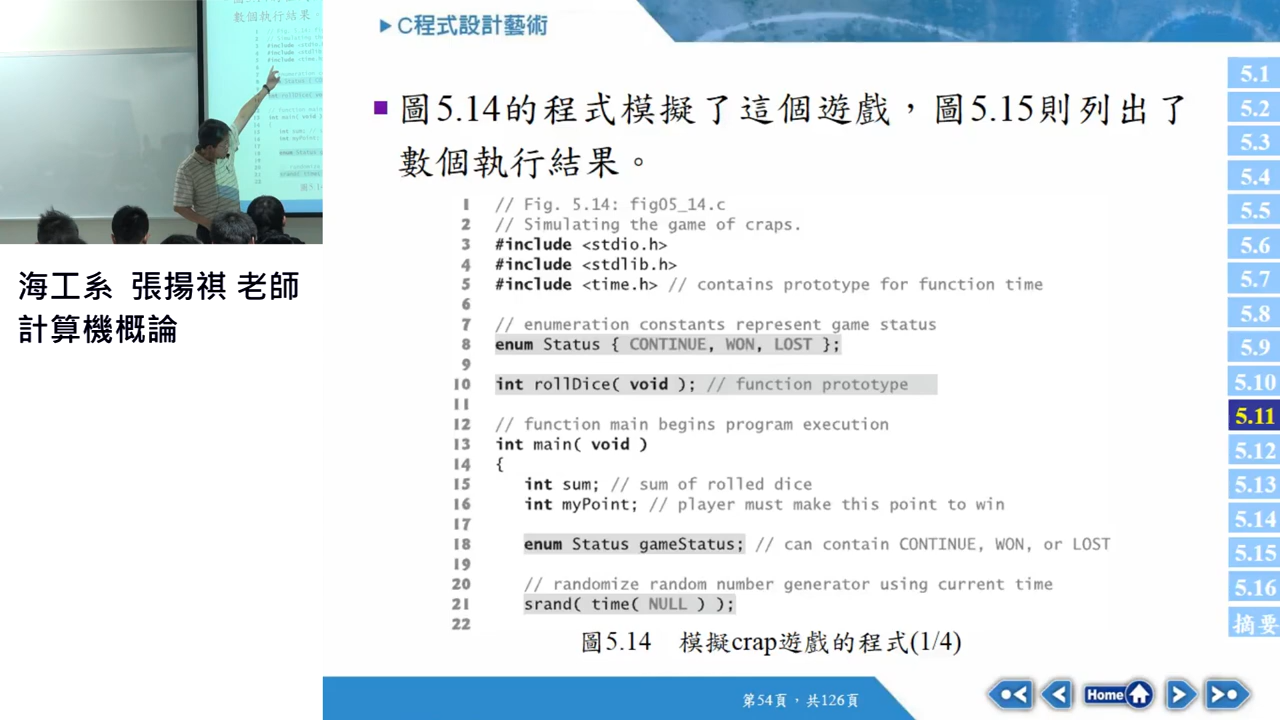 C程式設計藝術
圖5.14的程式模擬了這個遊戲，圖5.15則列出了
數個執行結果。
1 // Fig. 5.14: fig05_14.c
2 // Simulating the game of craps.
3 #include <stdio.h>
4 #include <stdlib.h>
5 #include <time.h> // contains prototype for function time
6
7 // enumeration constants represent game status
8 enum Status { CONTINUE, WON, LOST };
9
10 int rollDice( void ); // function prototype
11
12 // function main begins program execution
13 int main( void )
14 {
15 int sum; // sum of rolled dice
16 int myPoint; // player must make this point to win
17
18 enum Status gameStatus; // can contain CONTINUE, WON, or LOST
19
20 // randomize random number generator using current time
21 srand( time( NULL ) );
22
圖5.14 模擬crap遊戲的程式(1/4)
第54頁，共126頁
Home
5.1
5.2
5.3
5.4
5.5
5.6
5.7
5.8
5.9
5.10
5.11
5.12
5.13
5.14
5.15
5.16
摘要
海工系 張揚祺 老師
計算機概論
數個執行結果。